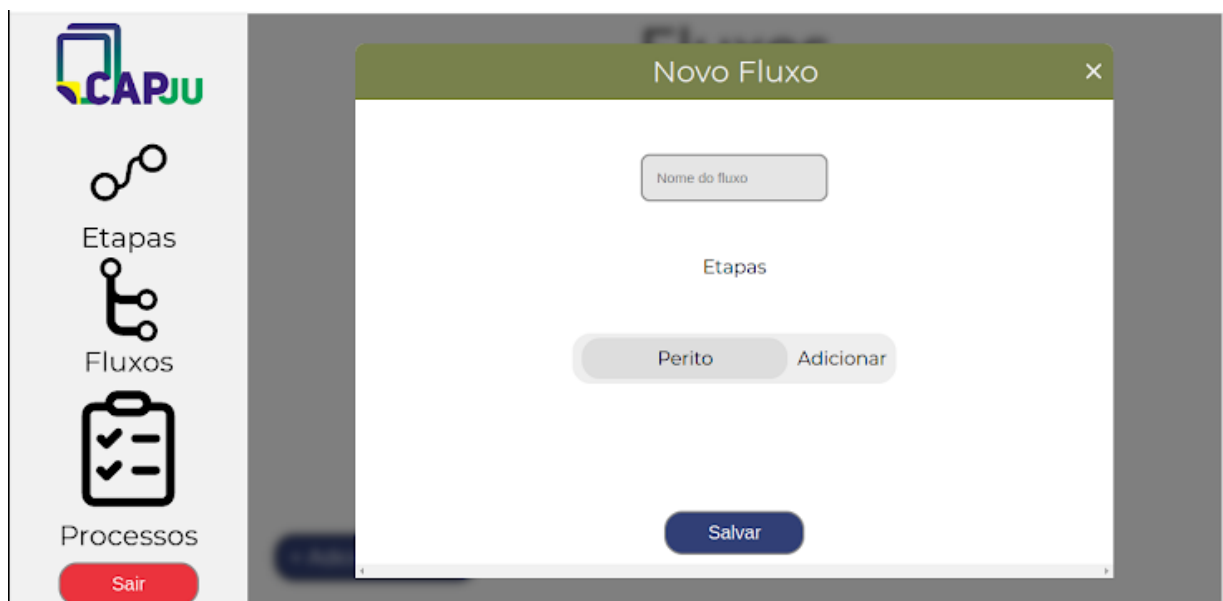 CAPJU
Etapas
Fluxos
Processos
Sair
Novo Fluxo ×
Nome do fluxo
Etapas
Perito Adicionar
Salvar